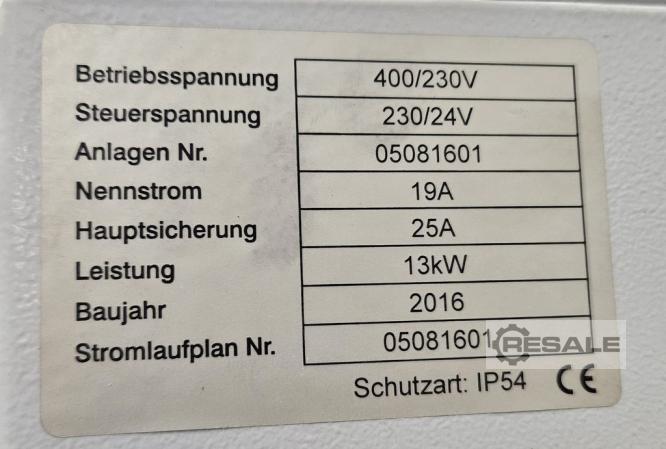 Betriebsspannung 400/230V
Steuerspannung 230/24V
Anlagen Nr. 05081601
Nennstrom 19A
Hauptsicherung 25A
Leistung 13kW
Baujahr 2016
Stromlaufplan Nr. 05081601
RESALE
Schutzart: IP54 CE